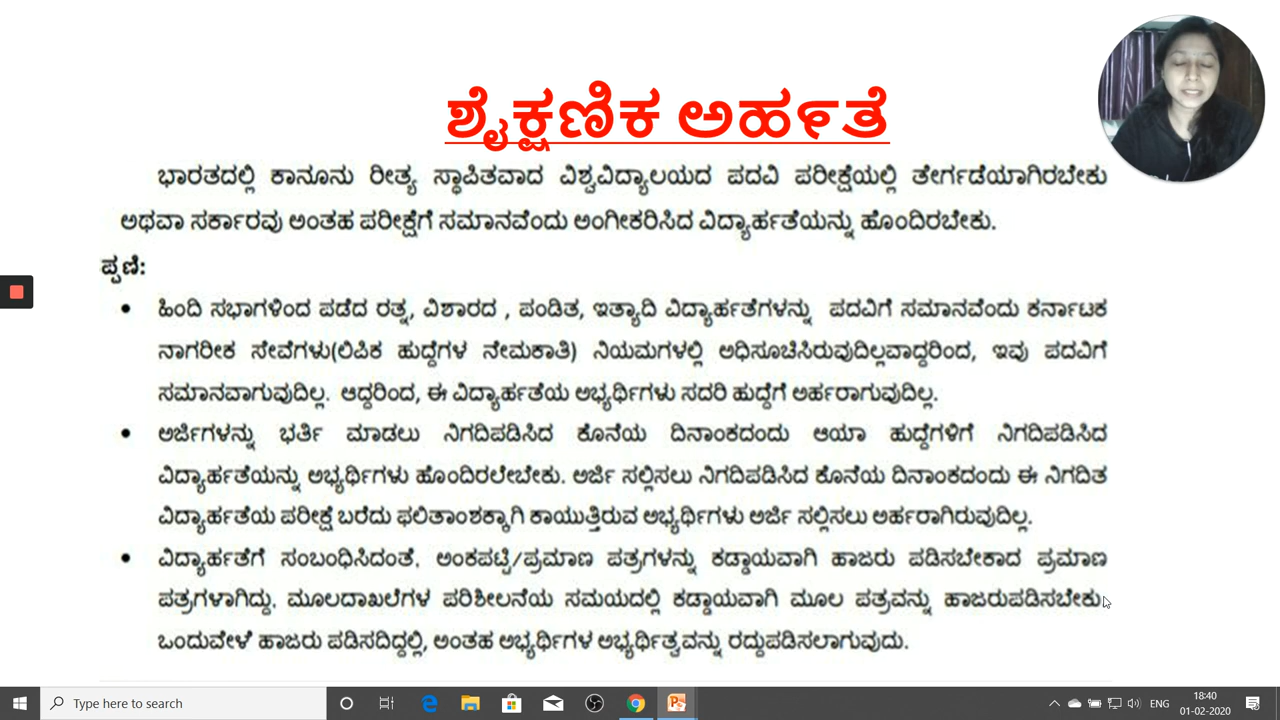 ಶೈಕ್ಷಣಿಕ ಅರ್ಹತೆ
ಭಾರತದಲ್ಲಿ ಕಾನೂನು ರೀತ್ಯ ಸ್ಥಾಪಿತವಾದ ವಿಶ್ವವಿದ್ಯಾಲಯದ ಪದವಿ ಪರೀಕ್ಷೆಯಲ್ಲಿ ತೇರ್ಗಡೆಯಾಗಿರಬೇಕು
ಅಥವಾ ಸರ್ಕಾರವು ಅಂತಹ ಪರೀಕ್ಷೆಗೆ ಸಮಾನವೆಂದು ಅಂಗೀಕರಿಸಿದ ವಿದ್ಯಾರ್ಹತೆಯನ್ನು ಹೊಂದಿರಬೇಕು.
ಪ್ಪಣಿ:
• ಹಿಂದಿ ಸಭಾಗಳಿಂದ ಪಡೆದ ರತ್ನ, ವಿಶಾರದ , ಪಂಡಿತ, ಇತ್ಯಾದಿ ವಿದ್ಯಾರ್ಹತೆಗಳನ್ನು ಪದವಿಗೆ ಸಮಾನವೆಂದು ಕರ್ನಾಟಕ
ನಾಗರೀಕ ಸೇವೆಗಳು(ಲಿಪಿಕ ಹುದ್ದೆಗಳ ನೇಮಕಾತಿ) ನಿಯಮಗಳಲ್ಲಿ ಅಧಿಸೂಚಿಸಿರುವುದಿಲ್ಲವಾದ್ದರಿಂದ, ಇವು ಪದವಿಗೆ
ಸಮಾನವಾಗುವುದಿಲ್ಲ. ಆದ್ದರಿಂದ, ಈ ವಿದ್ಯಾರ್ಹತೆಯ ಅಭ್ಯರ್ಥಿಗಳು ಸದರಿ ಹುದ್ದೆಗೆ ಅರ್ಹರಾಗುವುದಿಲ್ಲ.
• ಅರ್ಜಿಗಳನ್ನು ಭರ್ತಿ ಮಾಡಲು ನಿಗದಿಪಡಿಸಿದ ಕೊನೆಯ ದಿನಾಂಕದಂದು ಆಯಾ ಹುದ್ದೆಗಳಿಗೆ ನಿಗದಿಪಡಿಸಿದ
ವಿದ್ಯಾರ್ಹತೆಯನ್ನು ಅಭ್ಯರ್ಥಿಗಳು ಹೊಂದಿರಲೇಬೇಕು. ಅರ್ಜಿ ಸಲ್ಲಿಸಲು ನಿಗದಿಪಡಿಸಿದ ಕೊನೆಯ ದಿನಾಂಕದಂದು ಈ ನಿಗದಿತ
ವಿದ್ಯಾರ್ಹತೆಯ ಪರೀಕ್ಷೆ ಬರೆದು ಫಲಿತಾಂಶಕ್ಕಾಗಿ ಕಾಯುತ್ತಿರುವ ಅಭ್ಯರ್ಥಿಗಳು ಅರ್ಜಿ ಸಲ್ಲಿಸಲು ಅರ್ಹರಾಗಿರುವುದಿಲ್ಲ.
• ವಿದ್ಯಾರ್ಹತೆಗೆ ಸಂಬಂಧಿಸಿದಂತೆ, ಅಂಕಪಟ್ಟಿ/ಪ್ರಮಾಣ ಪತ್ರಗಳನ್ನು ಕಡ್ಡಾಯವಾಗಿ ಹಾಜರು ಪಡಿಸಬೇಕಾದ ಪ್ರಮಾಣ
ಪತ್ರಗಳಾಗಿದ್ದು, ಮೂಲದಾಖಲೆಗಳ ಪರಿಶೀಲನೆಯ ಸಮಯದಲ್ಲಿ ಕಡ್ಡಾಯವಾಗಿ ಮೂಲ ಪತ್ರವನ್ನು ಹಾಜರುಪಡಿಸಬೇಕು.
ಒಂದುವೇಳೆ ಹಾಜರು ಪಡಿಸದಿದ್ದಲ್ಲಿ, ಅಂತಹ ಅಭ್ಯರ್ಥಿಗಳ ಅಭ್ಯರ್ಥಿತ್ವವನ್ನು ರದ್ದುಪಡಿಸಲಾಗುವುದು.
Type here to search
ENG
18:40
01-02-2020